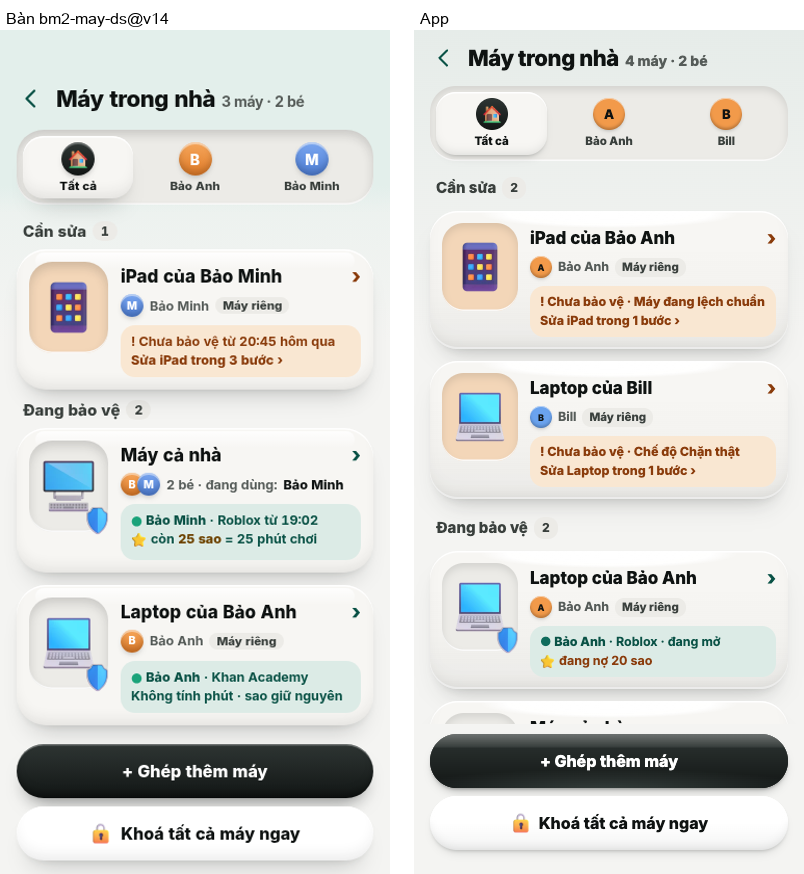 Bản bm2-may-ds@v14
Máy trong nhà 3 máy · 2 bé
Tất cả
B
Bảo Anh
M
Bảo Minh
Cần sửa 1
iPad của Bảo Minh ›
M Bảo Minh Máy riêng
! Chưa bảo vệ từ 20:45 hôm qua
Sửa iPad trong 3 bước ›
Đang bảo vệ 2
Máy cả nhà ›
B M 2 bé · đang dùng: Bảo Minh
Bảo Minh · Roblox từ 19:02
còn 25 sao = 25 phút chơi
Laptop của Bảo Anh ›
B Bảo Anh Máy riêng
Bảo Anh · Khan Academy
Không tính phút · sao giữ nguyên
+ Ghép thêm máy
Khoá tất cả máy ngay
App
Máy trong nhà 4 máy · 2 bé
Tất cả
A
Bảo Anh
B
Bill
Cần sửa 2
iPad của Bảo Anh ›
A Bảo Anh Máy riêng
! Chưa bảo vệ · Máy đang lệch chuẩn
Sửa iPad trong 1 bước ›
Laptop của Bill ›
B Bill Máy riêng
! Chưa bảo vệ · Chế độ Chặn thật
Sửa Laptop trong 1 bước ›
Đang bảo vệ 2
Laptop của Bảo Anh ›
A Bảo Anh Máy riêng
Bảo Anh · Roblox · đang mở
đang nợ 20 sao
+ Ghép thêm máy
Khoá tất cả máy ngay